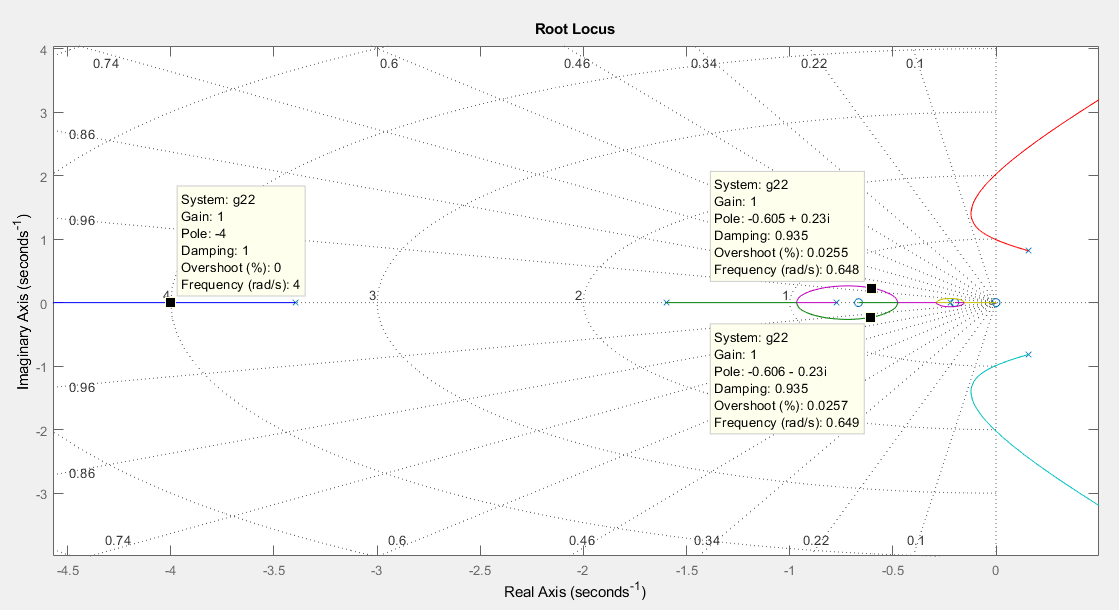 Root Locus
0.74
0.6
0.46
0.34
0.22
0.1
0.86
0.96
0.96
0.86
0.74
0.6
0.46
0.34
0.22
0.1
4
3
2
1
System: g22
Gain: 1
Pole: -4
Damping: 1
Overshoot (%): 0
Frequency (rad/s): 4
System: g22
Gain: 1
Pole: -0.605 + 0.23i
Damping: 0.935
Overshoot (%): 0.0255
Frequency (rad/s): 0.648
System: g22
Gain: 1
Pole: -0.606 - 0.23i
Damping: 0.935
Overshoot (%): 0.0257
Frequency (rad/s): 0.649
Imaginary Axis (seconds⁻¹)
4
3
2
1
0
-1
-2
-3
-4.5
-4
-3.5
-3
-2.5
-2
-1.5
-1
-0.5
0
Real Axis (seconds⁻¹)